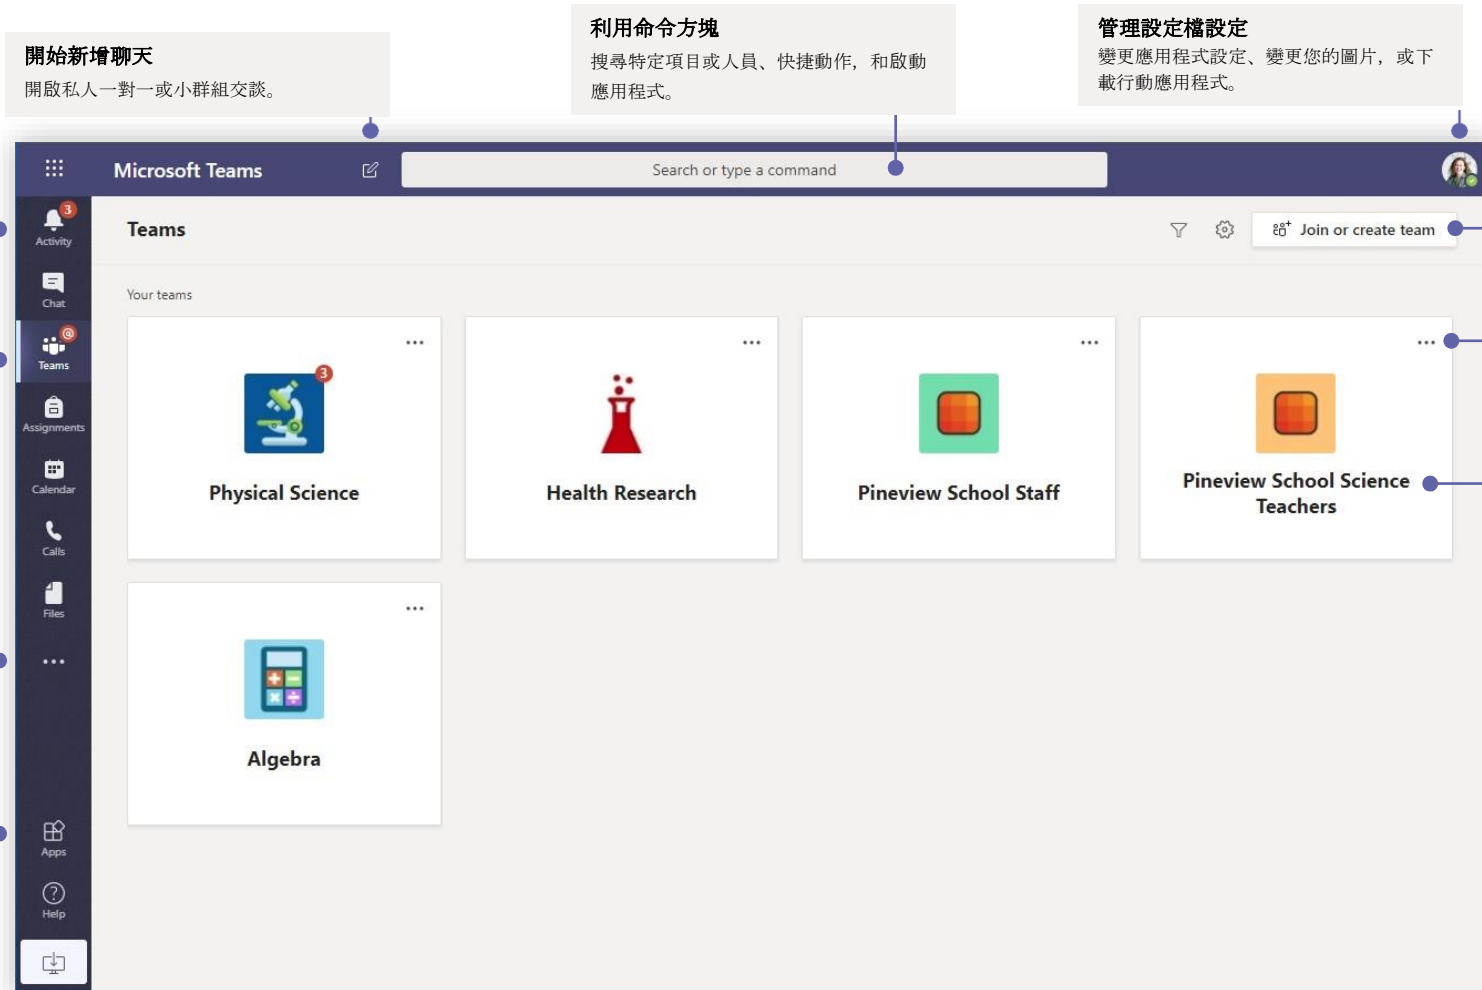 開始新增聊天
開啟私人一對一或小群組交談。
利用命令方塊
搜尋特定項目或人員、快捷動作，和啟動
應用程式。
管理設定檔設定
變更應用程式設定、變更您的圖片，或下
載行動應用程式。
Microsoft Teams
Search or type a command
3
Activity
Chat
@
Teams
Assignments
Calendar
Calls
Files
Apps
Help
Teams
Join or create team
Your teams
3
Physical Science
Health Research
Pineview School Staff
Pineview School Science
Teachers
Algebra